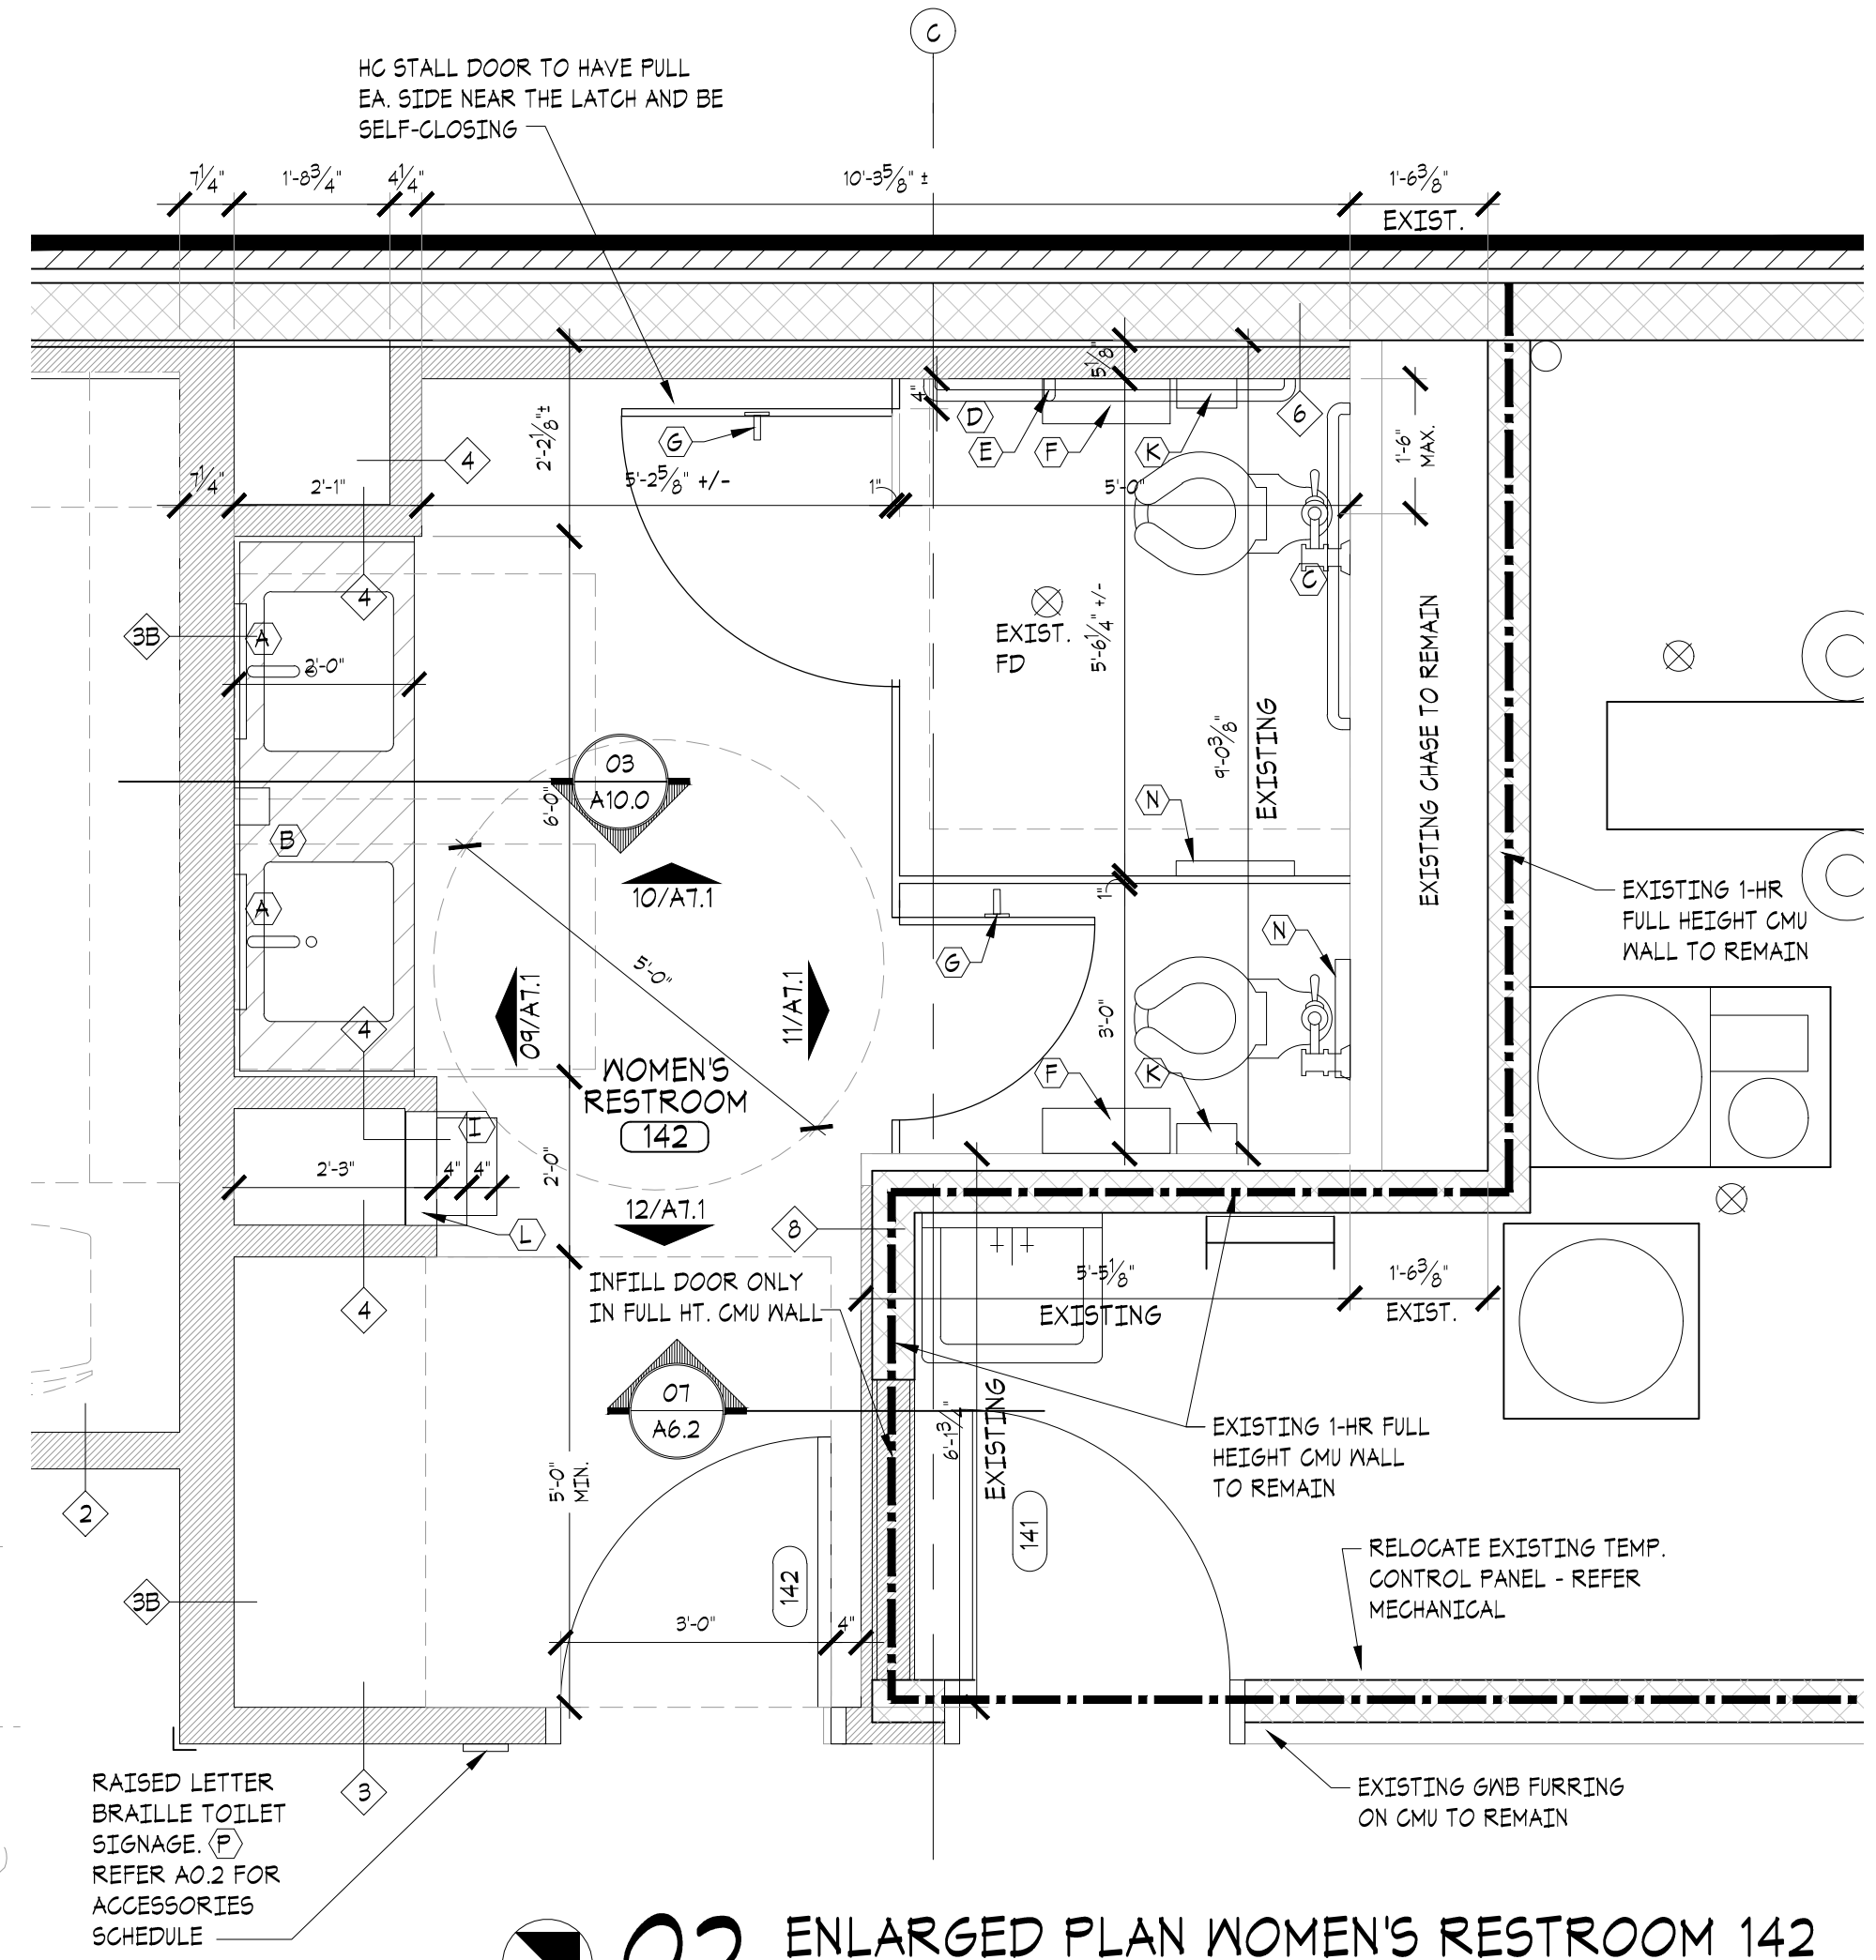 C
HC STALL DOOR TO HAVE PULL
EA. SIDE NEAR THE LATCH AND BE
SELF-CLOSING
7 1/4"
1'-8 3/4"
4 1/4"
10'-3 5/8" ±
1'-6 3/8"
EXIST.
5 1/8"
4"
D
E
F
K
6
1'-6"
MAX.
G
4
2'-2 1/8"±
7 1/4"
2'-1"
5'-2 5/8" +/-
1"
5'-0"
C
4
3B
A
2'-0"
EXIST.
FD
5'-6 1/4" +/-
9'-0 3/8"
EXISTING
EXISTING CHASE TO REMAIN
03
A10.0
6'-0"
B
N
10/A7.1
1"
EXISTING 1-HR
FULL HEIGHT CMU
WALL TO REMAIN
A
G
N
5'-0"
09/A7.1
11/A7.1
3'-0"
4
WOMEN'S
RESTROOM
142
F
K
I
2'-3"
4"
4"
2'-0"
12/A7.1
L
8
INFILL DOOR ONLY
IN FULL HT. CMU WALL
5'-5 1/8"
EXISTING
1'-6 3/8"
EXIST.
4
07
A6.2
6'-1 3/4"
EXISTING
EXISTING 1-HR FULL
HEIGHT CMU WALL
TO REMAIN
5'-0"
MIN.
2
141
142
3B
3'-0"
4"
RELOCATE EXISTING TEMP.
CONTROL PANEL - REFER
MECHANICAL
3
RAISED LETTER
BRAILLE TOILET
SIGNAGE. P
REFER A0.2 FOR
ACCESSORIES
SCHEDULE
EXISTING GWB FURRING
ON CMU TO REMAIN
ENLARGED PLAN WOMEN'S RESTROOM 142